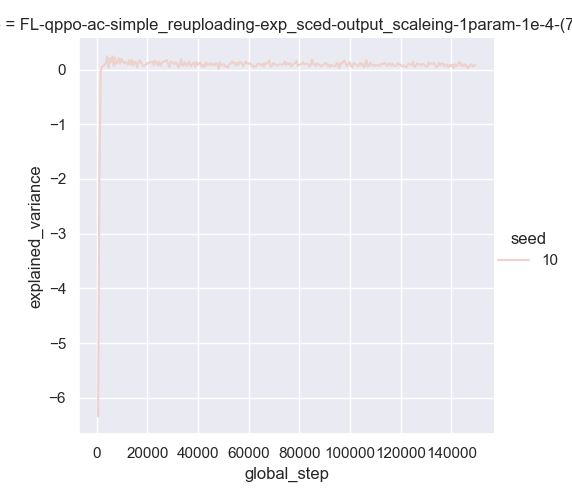 = FL-qppo-ac-simple_reuploading-exp_sced-output_scaleing-1param-1e-4-(7
0
−1
−2
−3
−4
−5
−6
explained_variance
0 20000 40000 60000 80000 100000 120000 140000
global_step
seed
10